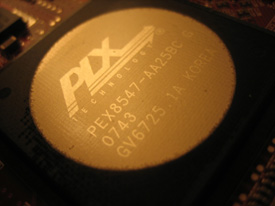 PLX
TECHNOLOGY
PEX8547-AA25BC G
0743
GV6725.1A KOREA